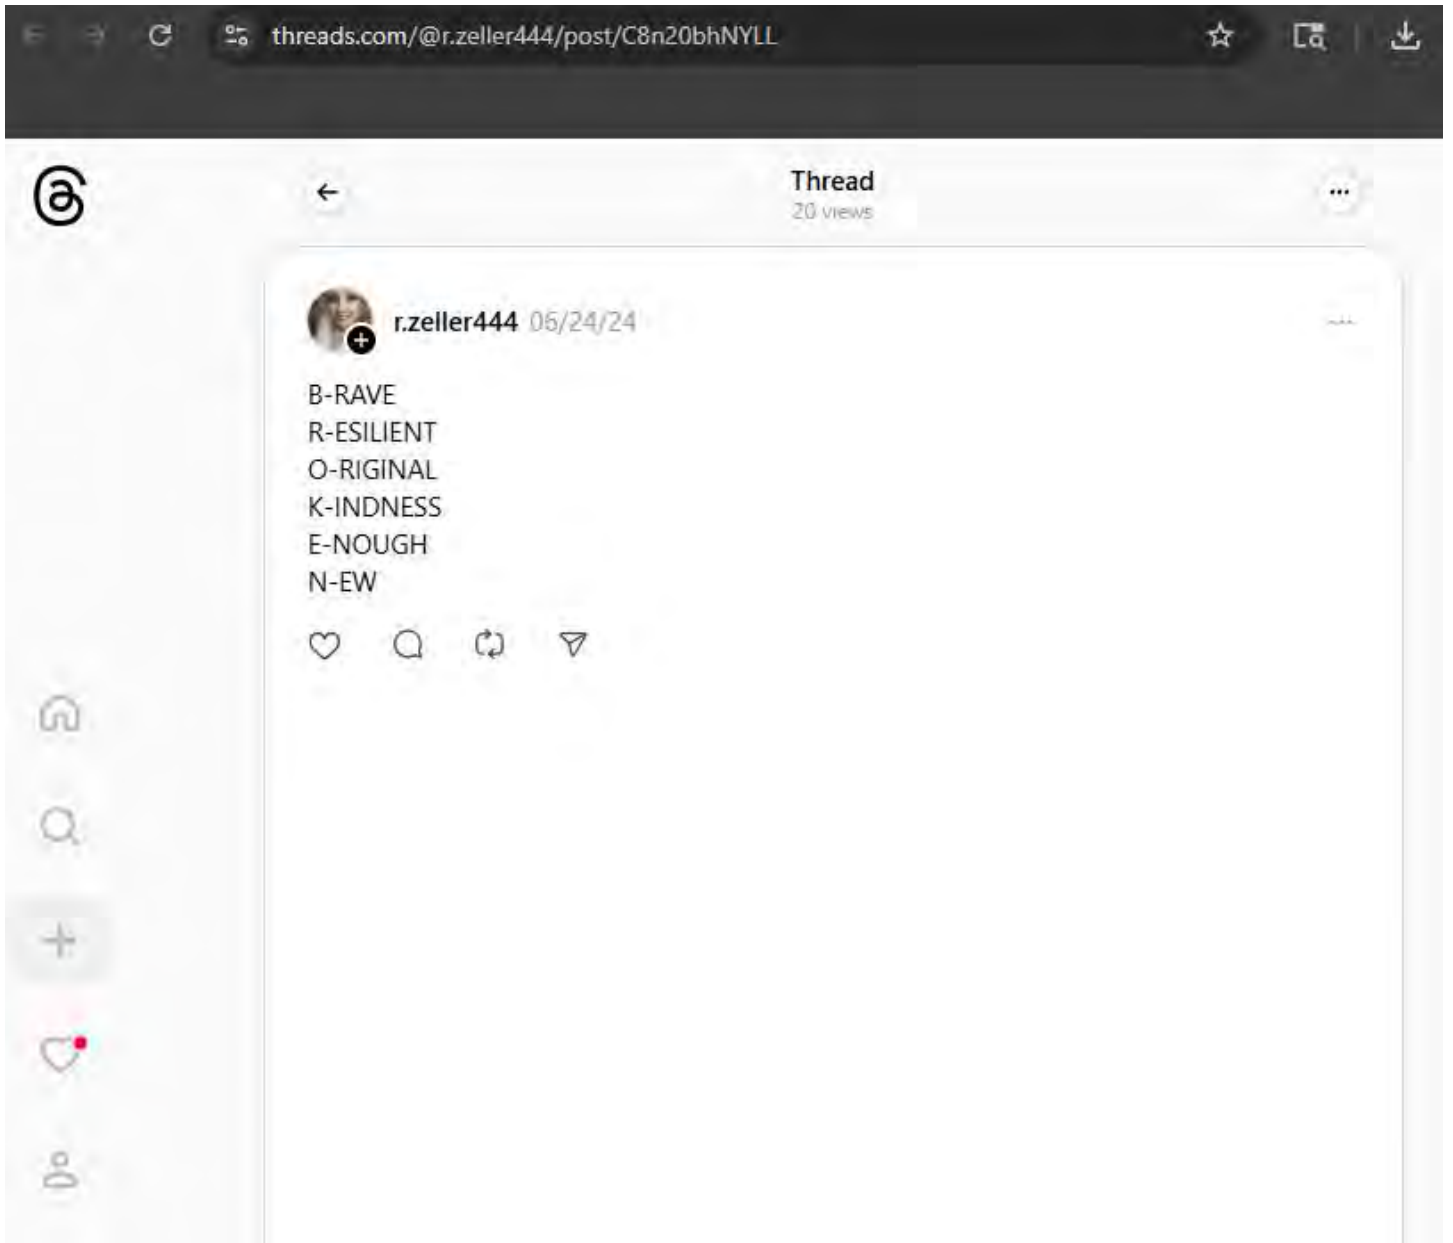 threads.com/@r.zeller444/post/C8n20bhNYLL
Thread
20 views
r.zeller444 06/24/24
B-RAVE
R-ESILIENT
O-RIGINAL
K-INDNESS
E-NOUGH
N-EW